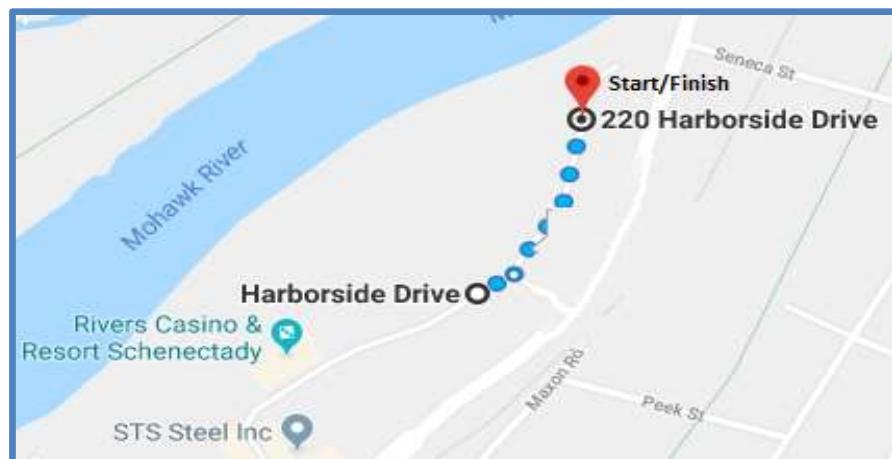 Seneca St
Start/Finish
220 Harborside Drive
Mohawk River
Harborside Drive
Rivers Casino &
Resort Schenectady
Maxon Rd
Peek St
STS Steel Inc